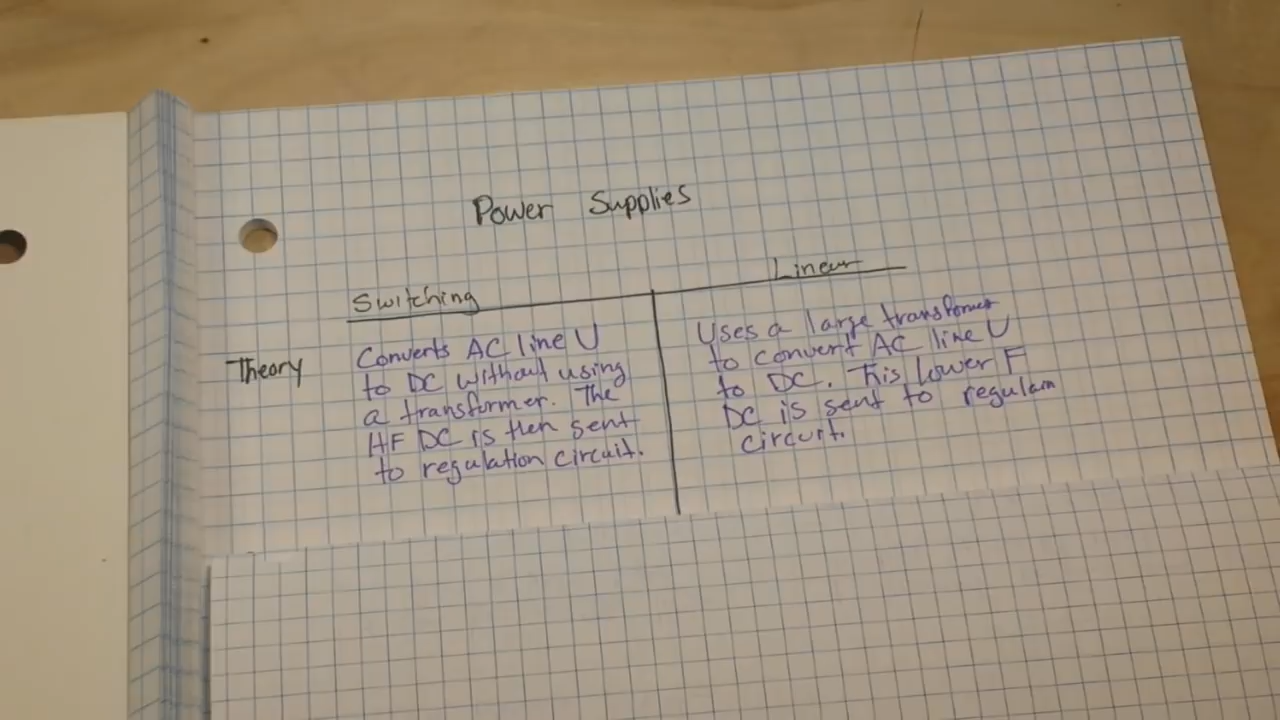 Power Supplies
Switching
Linear
Theory
Converts AC line U
to DC without using
a transformer. The
HF DC is then sent
to regulation circuit.
Uses a large transformer
to convert AC line U
to DC. This lower F
DC is sent to
circuit.